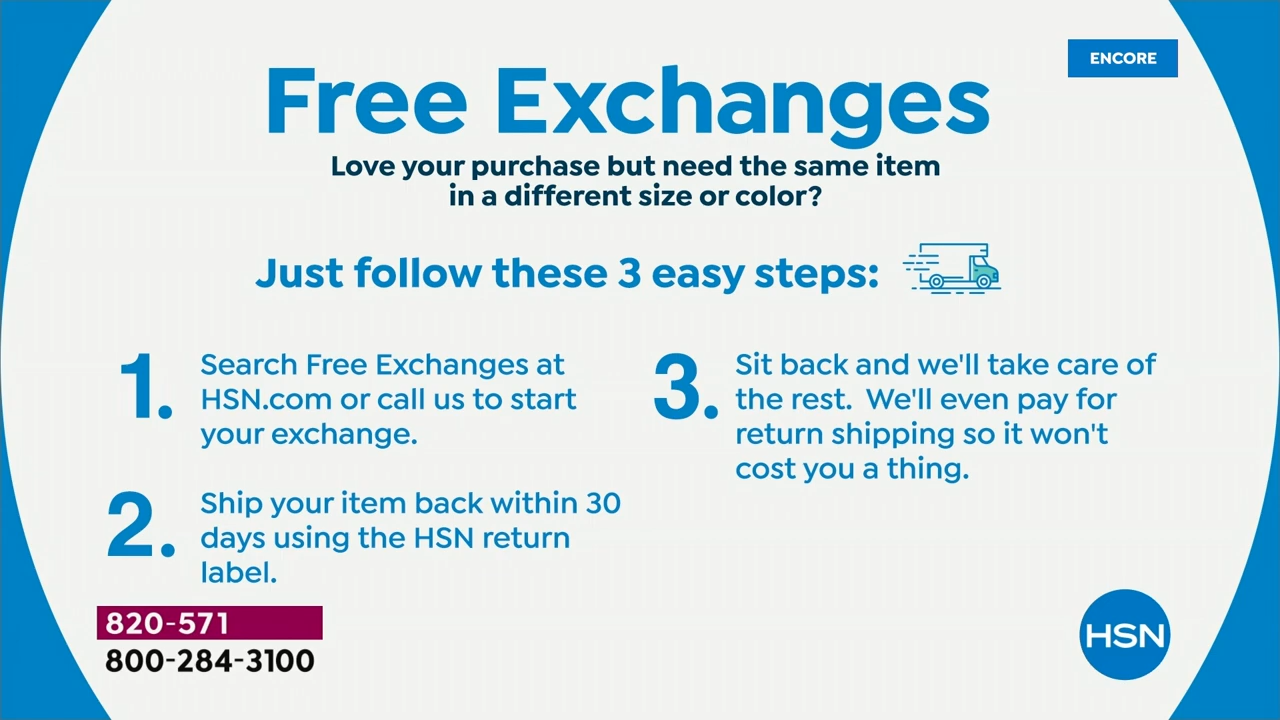 ENCORE
Free Exchanges
Love your purchase but need the same item
in a different size or color?
Just follow these 3 easy steps:
1. Search Free Exchanges at
HSN.com or call us to start
your exchange.
2. Ship your item back within 30
days using the HSN return
label.
3. Sit back and we'll take care of
the rest. We'll even pay for
return shipping so it won't
cost you a thing.
820-571
800-284-3100
HSN